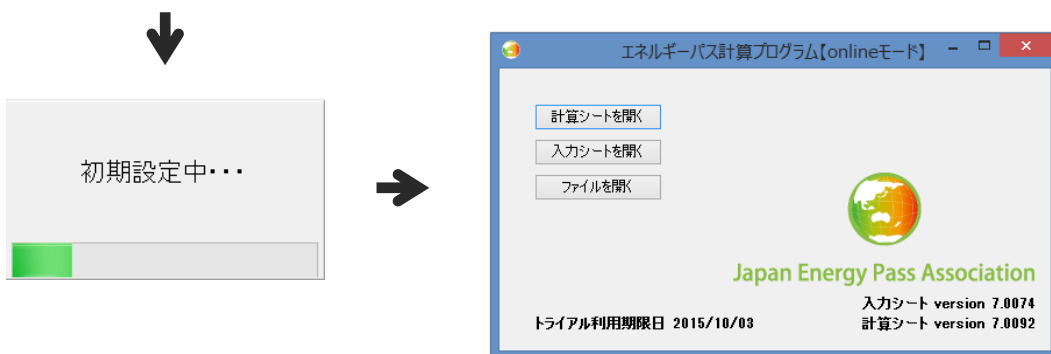 初期設定中・・・
エネルギーパス計算プログラム【onlineモード】
計算シートを開く
入力シートを開く
ファイルを開く
Japan Energy Pass Association
入力シート version 7.0074
トライアル利用期限日 2015/10/03
計算シート version 7.0092